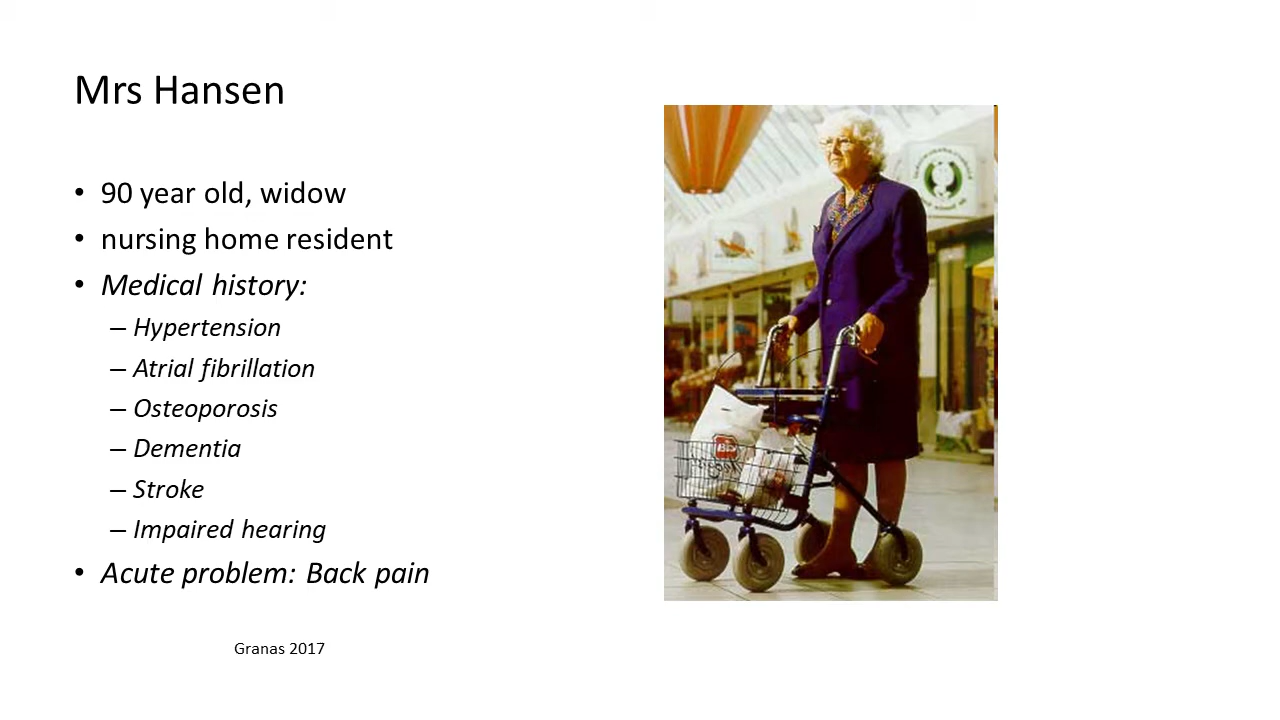 Mrs Hansen
• 90 year old, widow
• nursing home resident
• Medical history:
– Hypertension
– Atrial fibrillation
– Osteoporosis
– Dementia
– Stroke
– Impaired hearing
• Acute problem: Back pain
Granas 2017